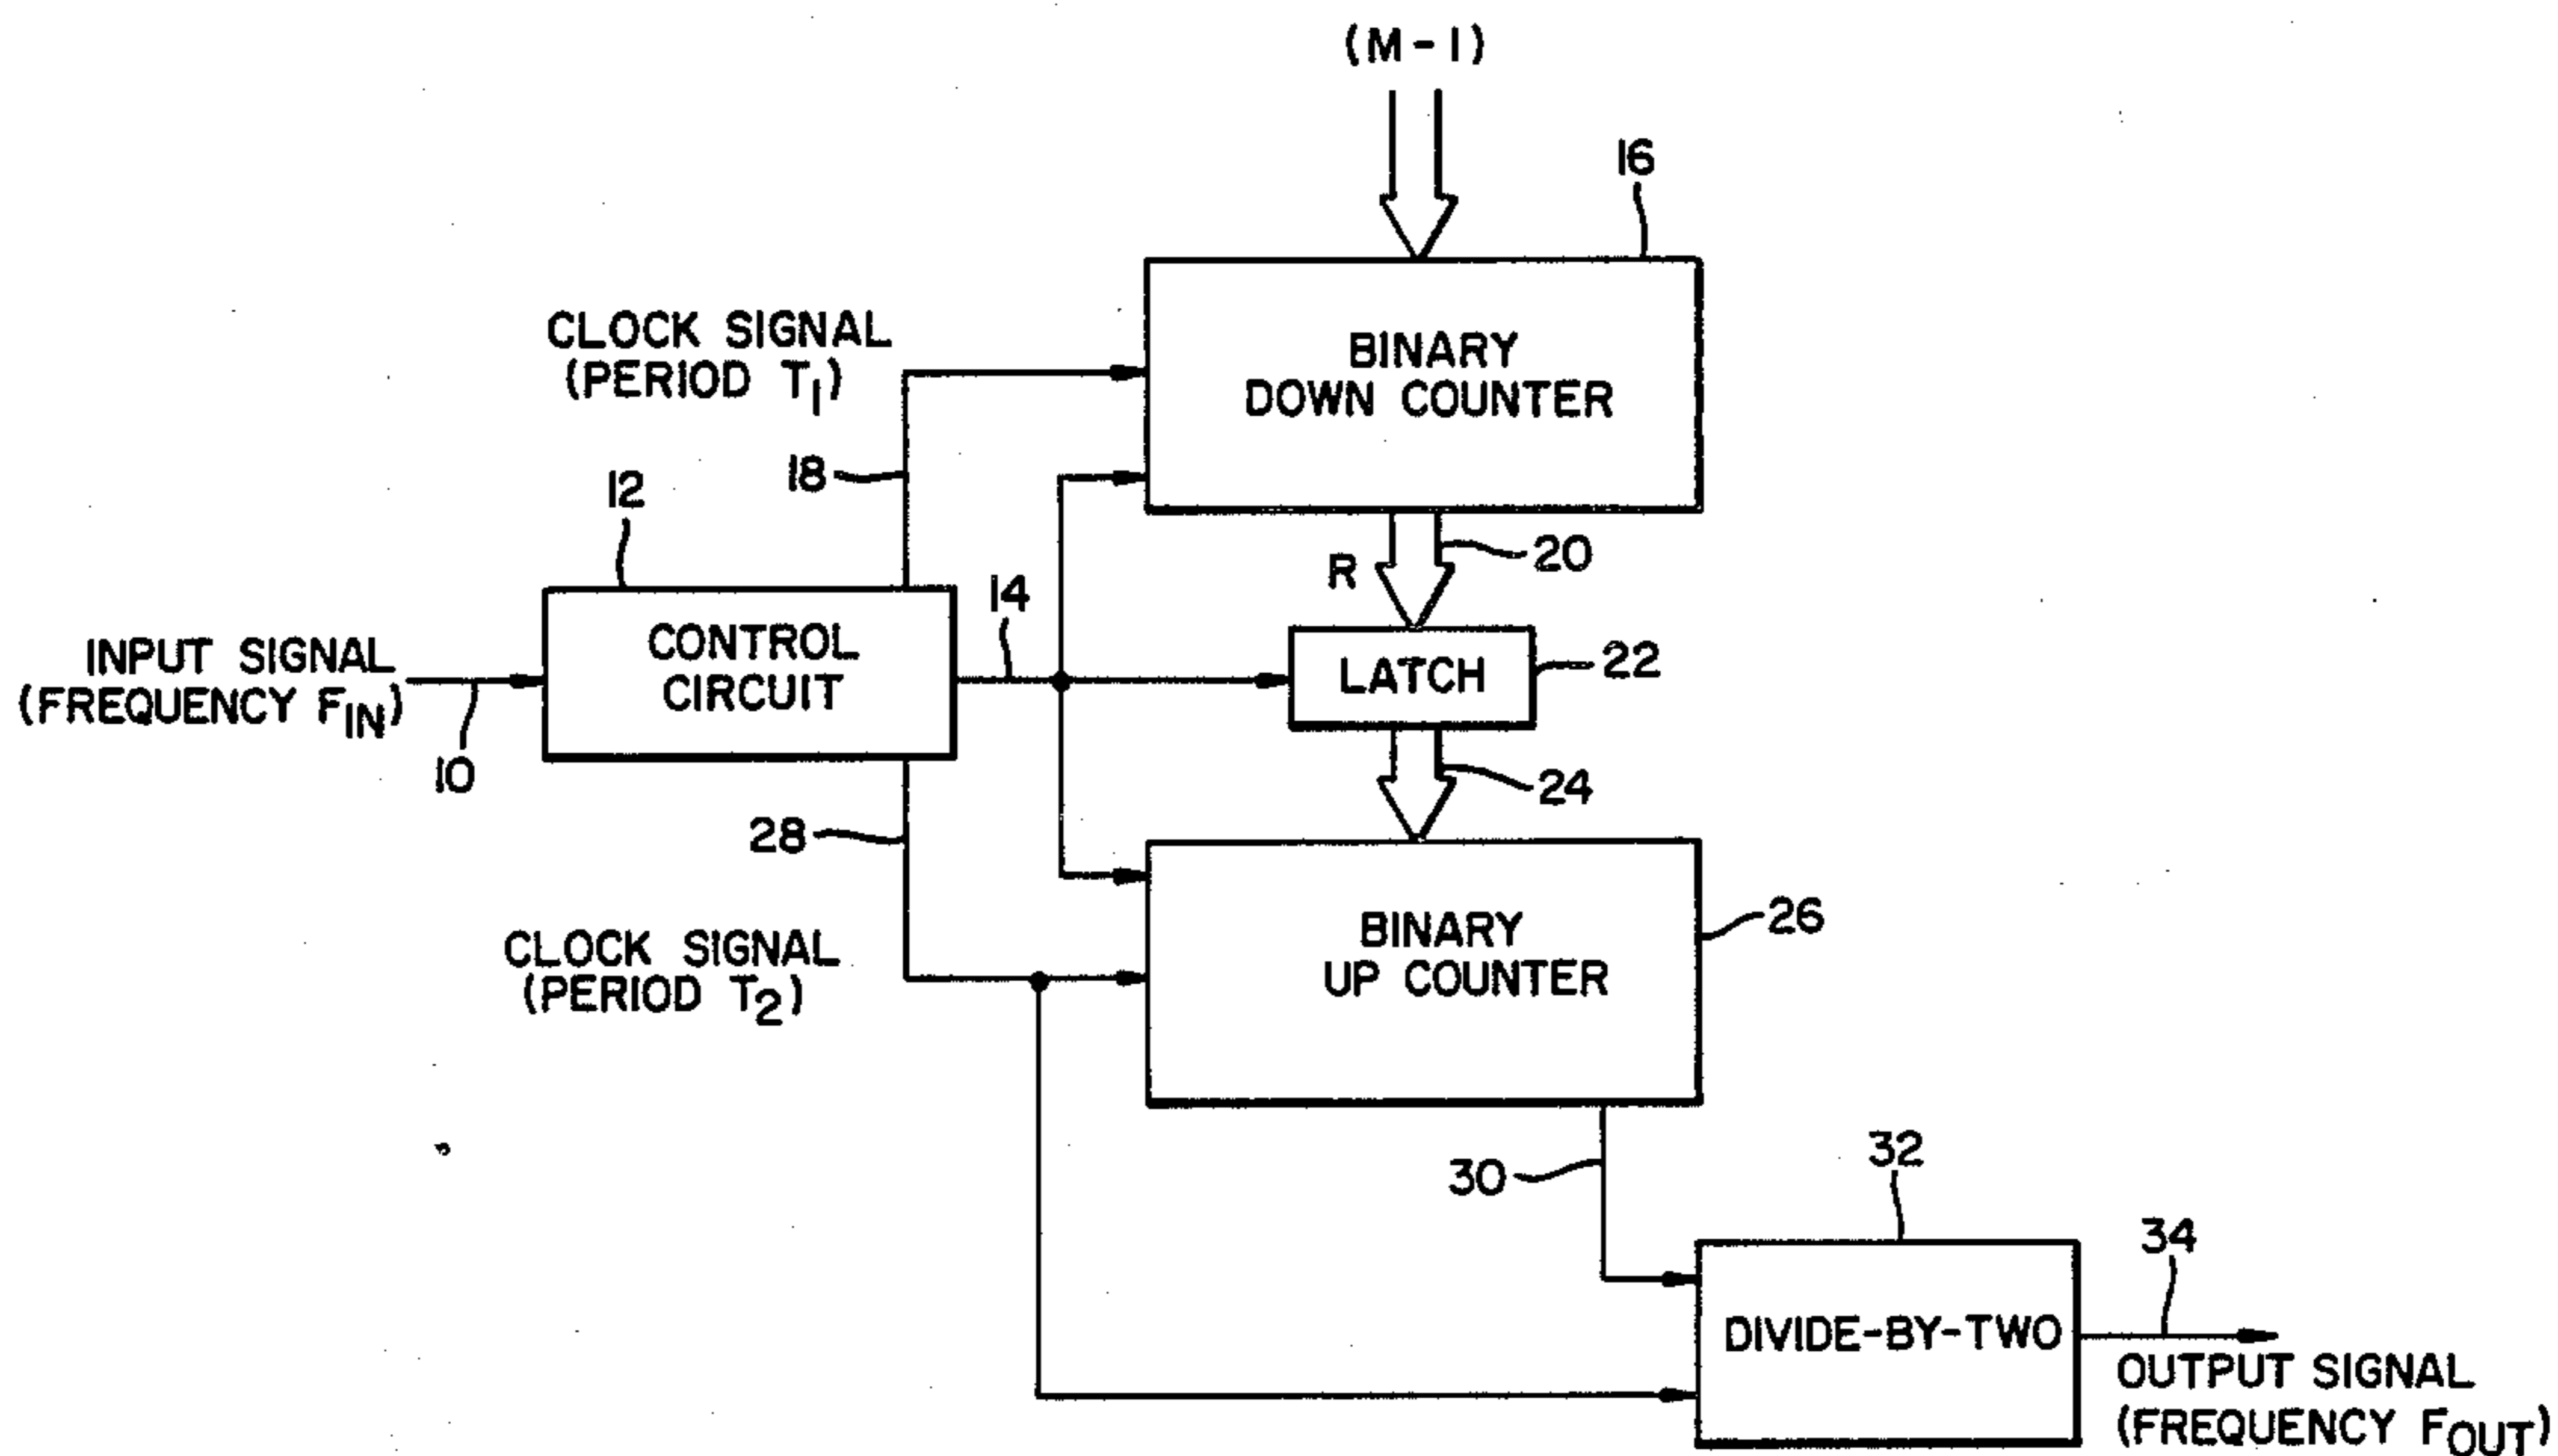 (M-1)
16
CLOCK SIGNAL
(PERIOD T1)
BINARY
DOWN COUNTER
18
12
20
R
14
INPUT SIGNAL
(FREQUENCY FIN)
CONTROL
CIRCUIT
LATCH
22
10
24
28
26
BINARY
UP COUNTER
CLOCK SIGNAL
(PERIOD T2)
30
32
34
DIVIDE-BY-TWO
OUTPUT SIGNAL
(FREQUENCY FOUT)